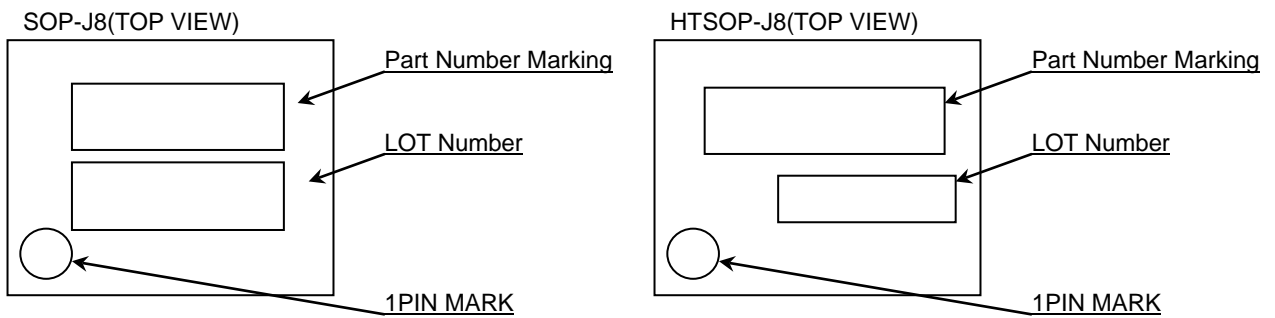 SOP-J8(TOP VIEW)
Part Number Marking
LOT Number
1PIN MARK
HTSOP-J8(TOP VIEW)
Part Number Marking
LOT Number
1PIN MARK